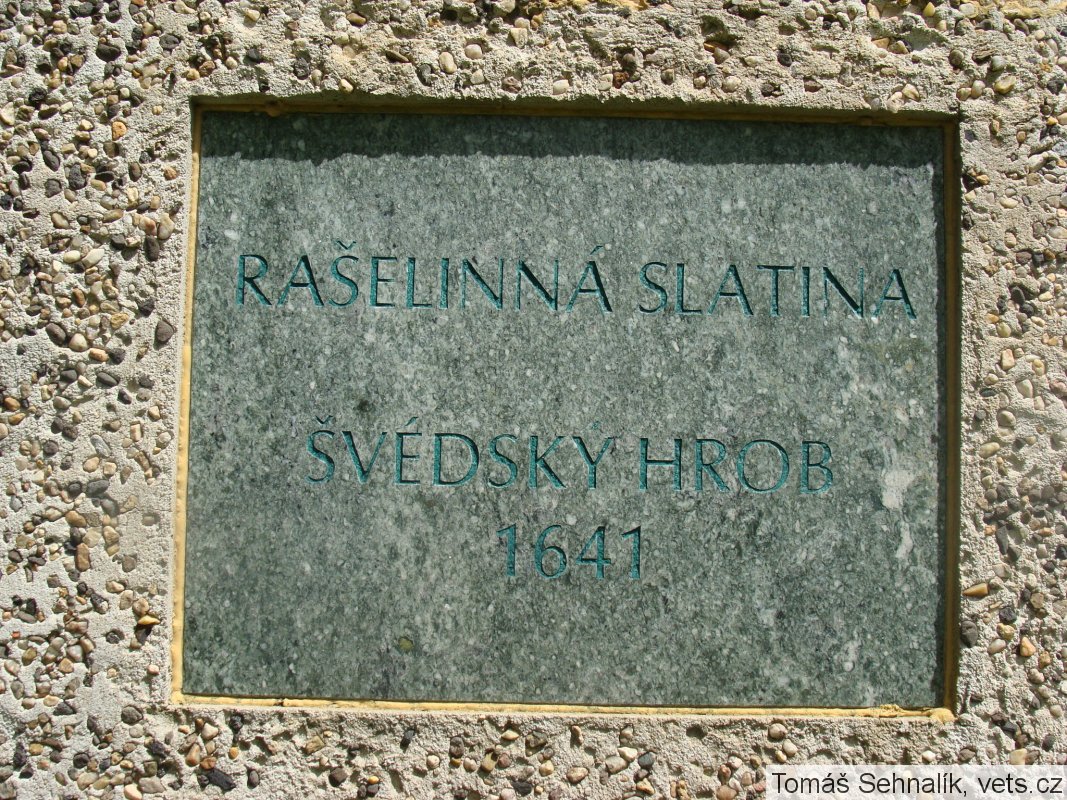 RAŠELINNÁ SLATINA
ŠVÉDSKÝ HROB
1641
Tomáš Sehnalík, vets.cz